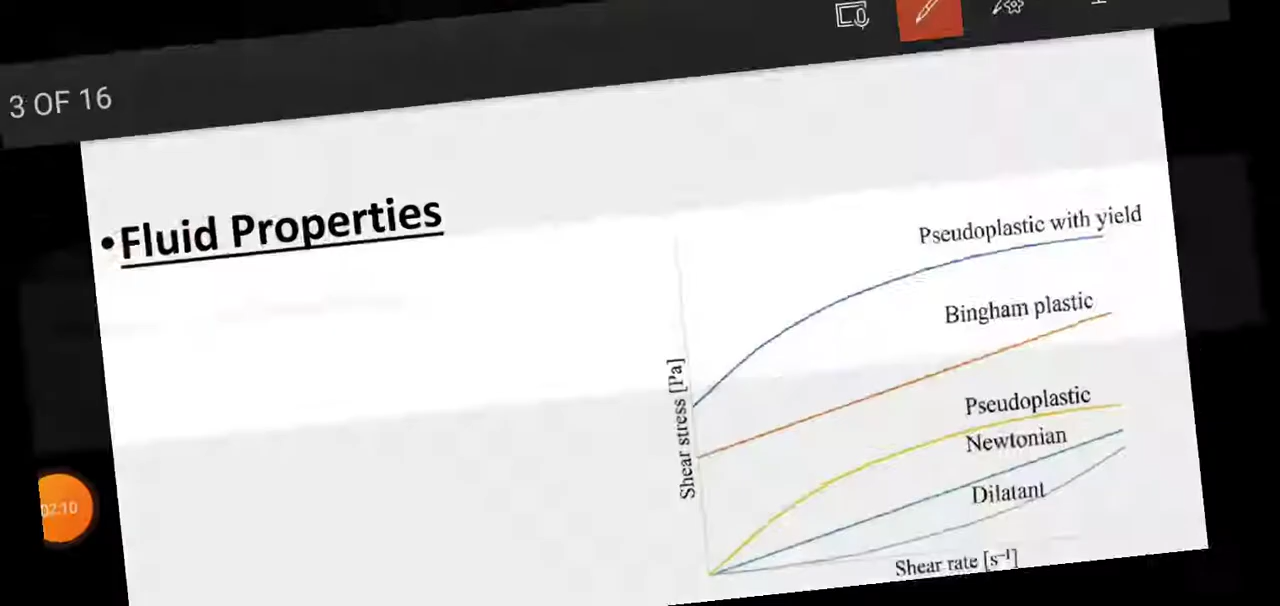 3 OF 16
•Fluid Properties
Pseudoplastic with yield
Bingham plastic
Pseudoplastic
Newtonian
Dilatant
Shear stress [Pa]
Shear rate [s⁻¹]
02:10